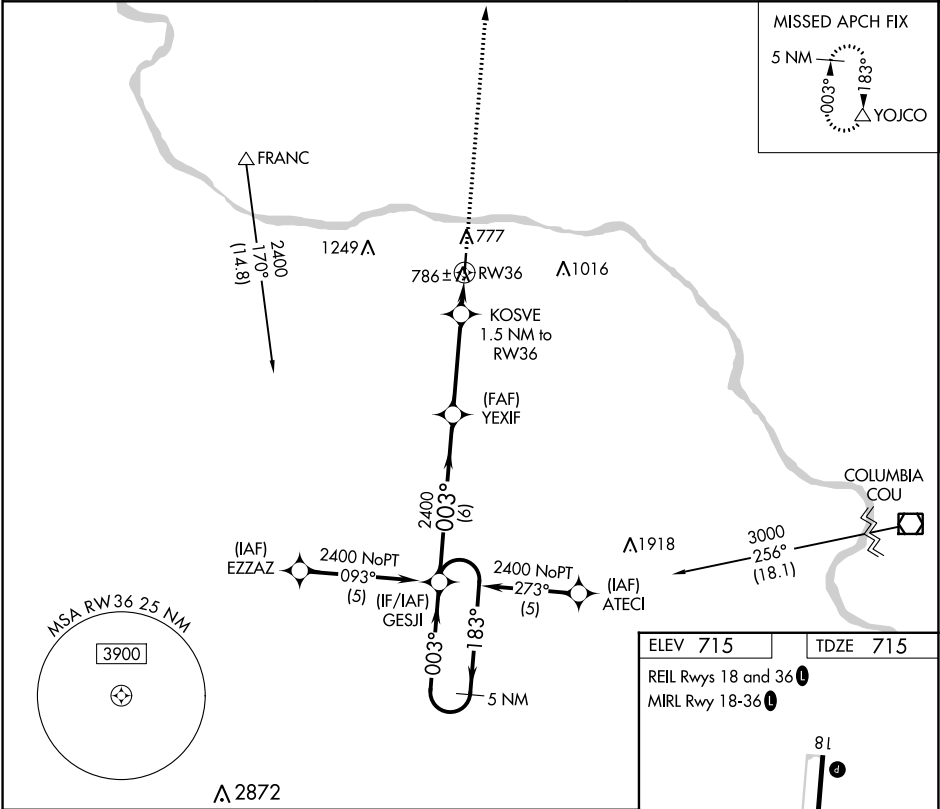 MISSED APCH FIX
5 NM
003°
183°
YOJCO
FRANC
2400
170°
(14.8)
1249
777
786±
RW36
1016
KOSVE
1.5 NM to
RW36
(FAF)
YEXIF
2400
003°
(6)
COLUMBIA
COU
3000
256°
(18.1)
1918
(IAF)
EZZAZ
2400 NoPT
093°
(5)
(IF/IAF)
GESJI
2400 NoPT
273°
(5)
(IAF)
ATECI
003°
183°
5 NM
MSA RW36 25 NM
3900
2872
ELEV 715
TDZE 715
REIL Rwys 18 and 36 L
MIRL Rwy 18-36 L
18
P